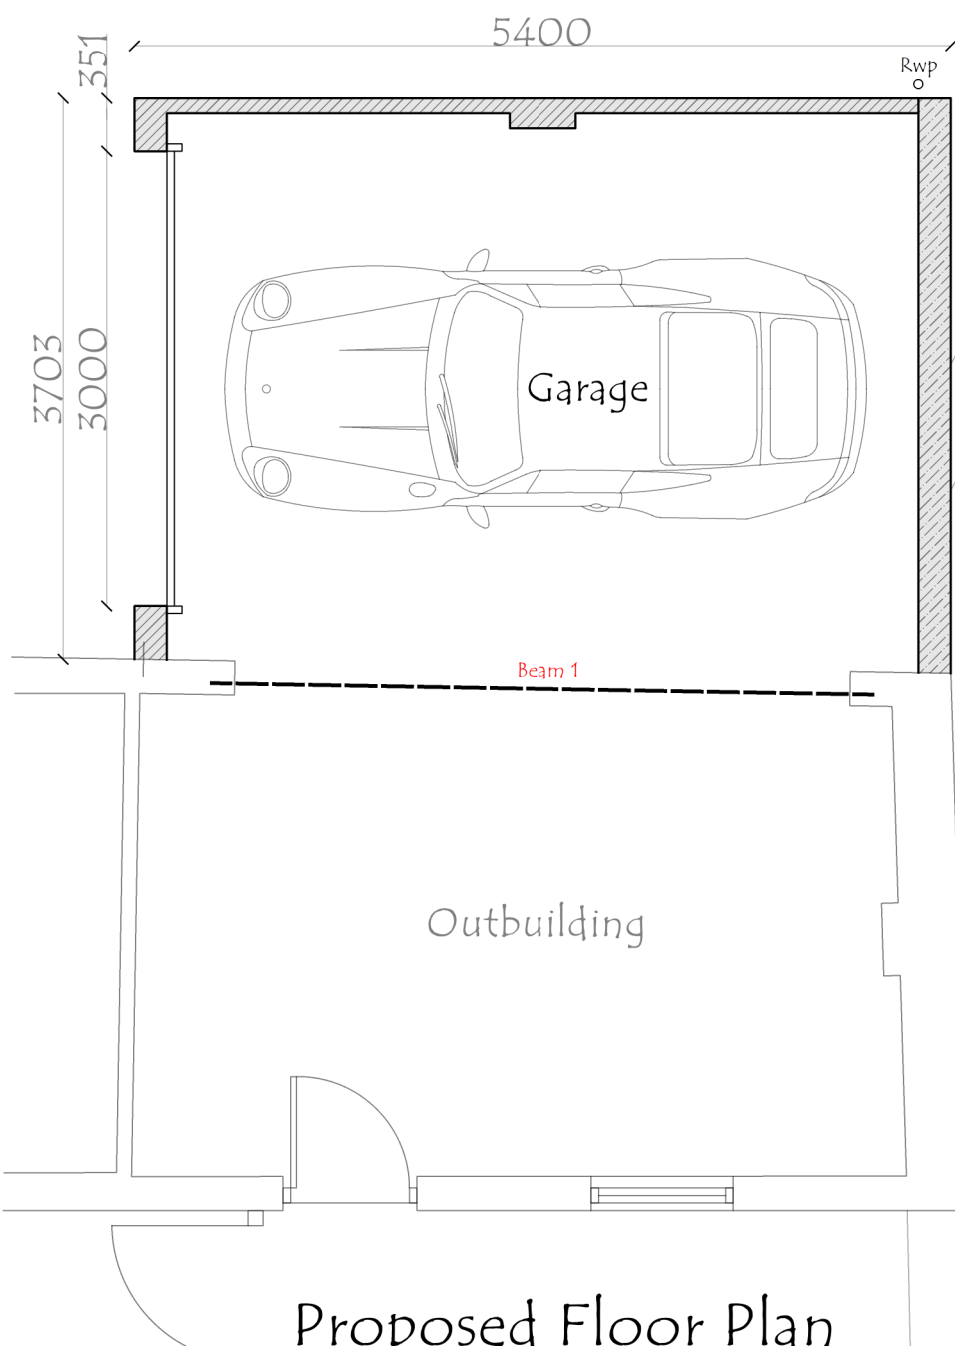 5400
351
Rwp
3703
3000
Garage
Beam 1
Outbuilding
Proposed Floor Plan